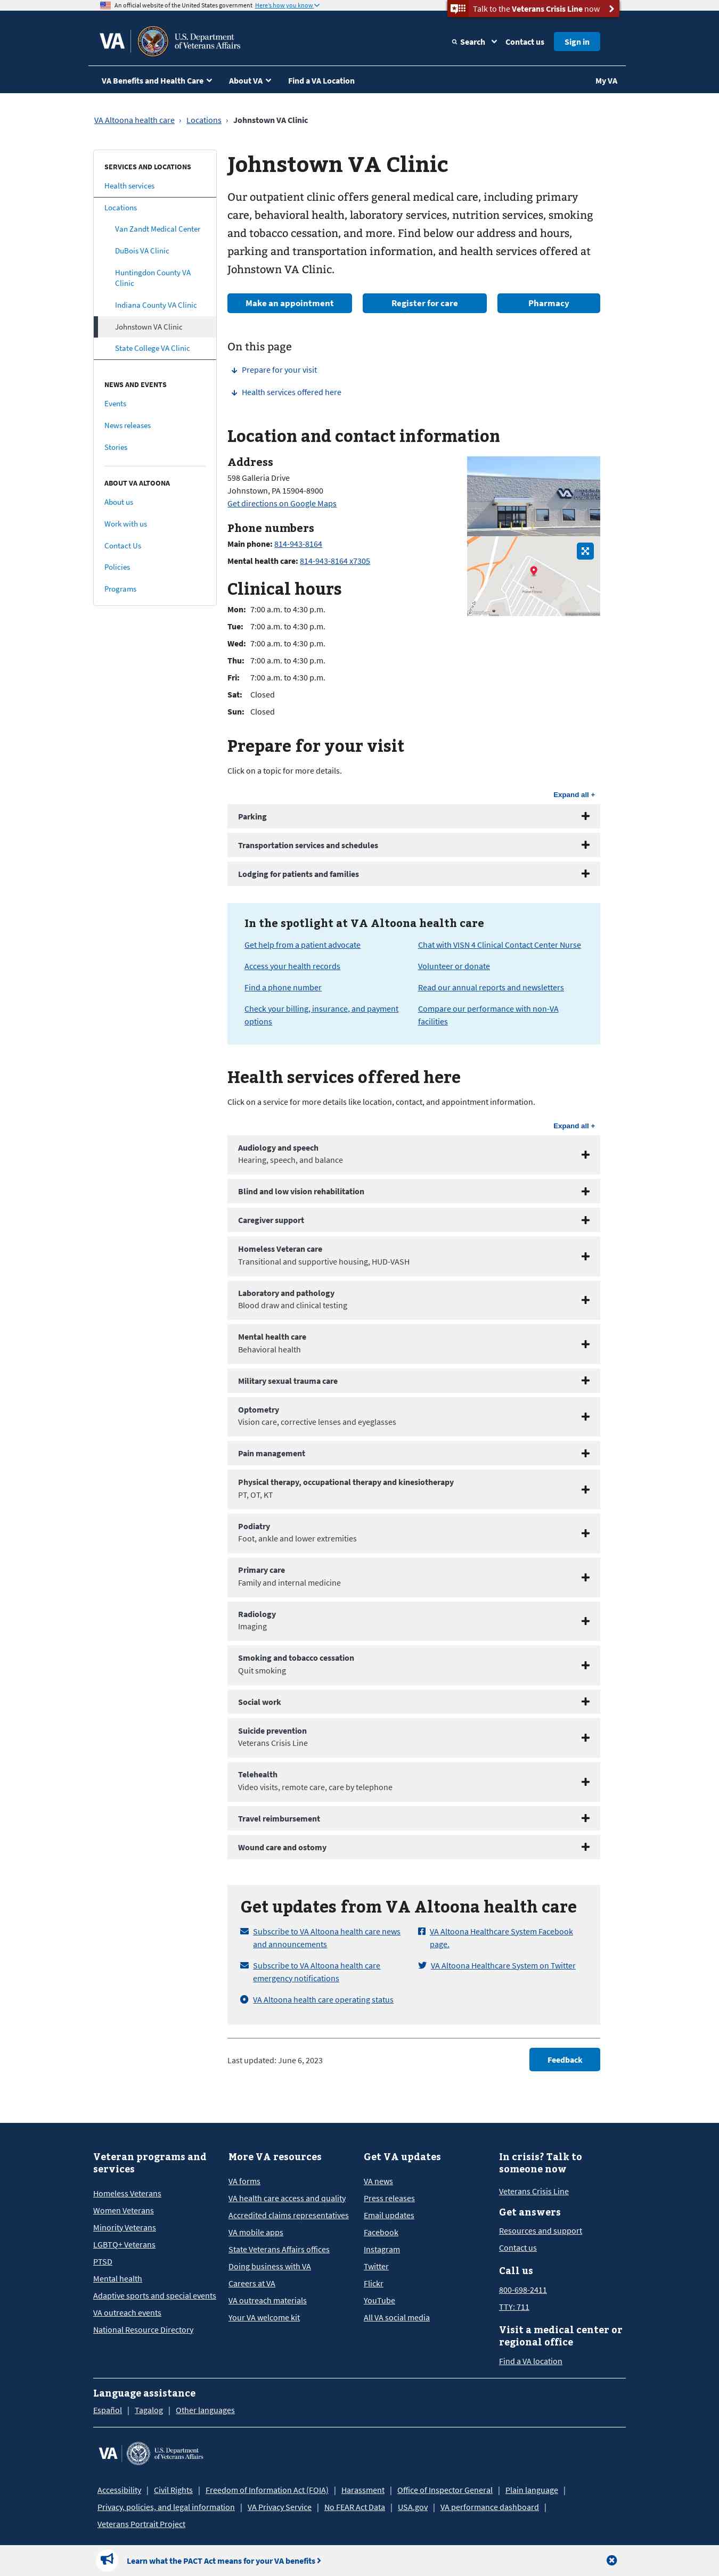 An official website of the United States government Here's how you know
Talk to the Veterans Crisis Line now
VA
U.S. Department of Veterans Affairs
Search
Contact us
Sign in
VA Benefits and Health Care
About VA
Find a VA Location
My VA
VA Altoona health care › Locations › Johnstown VA Clinic
SERVICES AND LOCATIONS
Health services
Locations
Van Zandt Medical Center
DuBois VA Clinic
Huntingdon County VA
Clinic
Indiana County VA Clinic
Johnstown VA Clinic
State College VA Clinic
NEWS AND EVENTS
Events
News releases
Stories
ABOUT VA ALTOONA
About us
Work with us
Contact Us
Policies
Programs
Johnstown VA Clinic
Our outpatient clinic offers general medical care, including primary
care, behavioral health, laboratory services, nutrition services, smoking
and tobacco cessation, and more. Find below our address and hours,
parking and transportation information, and health services offered at
Johnstown VA Clinic.
Make an appointment
Register for care
Pharmacy
On this page
Prepare for your visit
Health services offered here
Location and contact information
Address
598 Galleria Drive
Johnstown, PA 15904-8900
Get directions on Google Maps
Phone numbers
Main phone: 814-943-8164
Mental health care: 814-943-8164 x7305
VA
Clinical hours
Mon: 7:00 a.m. to 4:30 p.m.
Tue: 7:00 a.m. to 4:30 p.m.
Wed: 7:00 a.m. to 4:30 p.m.
Thu: 7:00 a.m. to 4:30 p.m.
Fri: 7:00 a.m. to 4:30 p.m.
Sat: Closed
Sun: Closed
Prepare for your visit
Click on a topic for more details.
Expand all +
Parking
Transportation services and schedules
Lodging for patients and families
In the spotlight at VA Altoona health care
Get help from a patient advocate
Access your health records
Find a phone number
Check your billing, insurance, and payment
options
Chat with VISN 4 Clinical Contact Center Nurse
Volunteer or donate
Read our annual reports and newsletters
Compare our performance with non-VA
facilities
Health services offered here
Click on a service for more details like location, contact, and appointment information.
Expand all +
Audiology and speech
Hearing, speech, and balance
Blind and low vision rehabilitation
Caregiver support
Homeless Veteran care
Transitional and supportive housing, HUD-VASH
Laboratory and pathology
Blood draw and clinical testing
Mental health care
Behavioral health
Military sexual trauma care
Optometry
Vision care, corrective lenses and eyeglasses
Pain management
Physical therapy, occupational therapy and kinesiotherapy
PT, OT, KT
Podiatry
Foot, ankle and lower extremities
Primary care
Family and internal medicine
Radiology
Imaging
Smoking and tobacco cessation
Quit smoking
Social work
Suicide prevention
Veterans Crisis Line
Telehealth
Video visits, remote care, care by telephone
Travel reimbursement
Wound care and ostomy
Get updates from VA Altoona health care
Subscribe to VA Altoona health care news
and announcements
Subscribe to VA Altoona health care
emergency notifications
VA Altoona health care operating status
VA Altoona Healthcare System Facebook
page.
VA Altoona Healthcare System on Twitter
Last updated: June 6, 2023
Feedback
Veteran programs and
services
Homeless Veterans
Women Veterans
Minority Veterans
LGBTQ+ Veterans
PTSD
Mental health
Adaptive sports and special events
VA outreach events
National Resource Directory
More VA resources
VA forms
VA health care access and quality
Accredited claims representatives
VA mobile apps
State Veterans Affairs offices
Doing business with VA
Careers at VA
VA outreach materials
Your VA welcome kit
Get VA updates
VA news
Press releases
Email updates
Facebook
Instagram
Twitter
Flickr
YouTube
All VA social media
In crisis? Talk to
someone now
Veterans Crisis Line
Get answers
Resources and support
Contact us
Call us
800-698-2411
TTY: 711
Visit a medical center or
regional office
Find a VA location
Language assistance
Español | Tagalog | Other languages
VA
U.S. Department of Veterans Affairs
Accessibility | Civil Rights | Freedom of Information Act (FOIA) | Harassment | Office of Inspector General | Plain language |
Privacy, policies, and legal information | VA Privacy Service | No FEAR Act Data | USA.gov | VA performance dashboard |
Veterans Portrait Project
Learn what the PACT Act means for your VA benefits